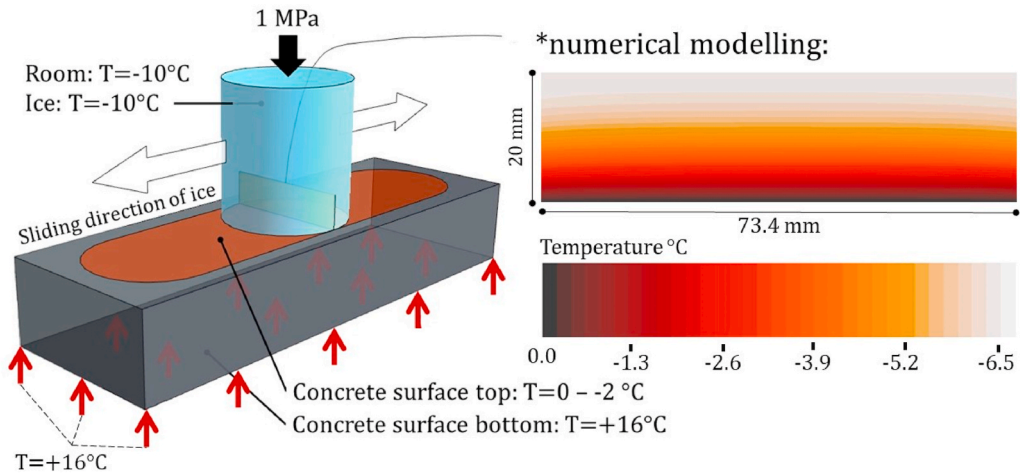 1 MPa
Room: T=-10°C
Ice: T=-10°C
Sliding direction of ice
Concrete surface top: T=0 – -2 °C
Concrete surface bottom: T=+16°C
T=+16°C
*numerical modelling:
20 mm
73.4 mm
Temperature °C
0.0 -1.3 -2.6 -3.9 -5.2 -6.5